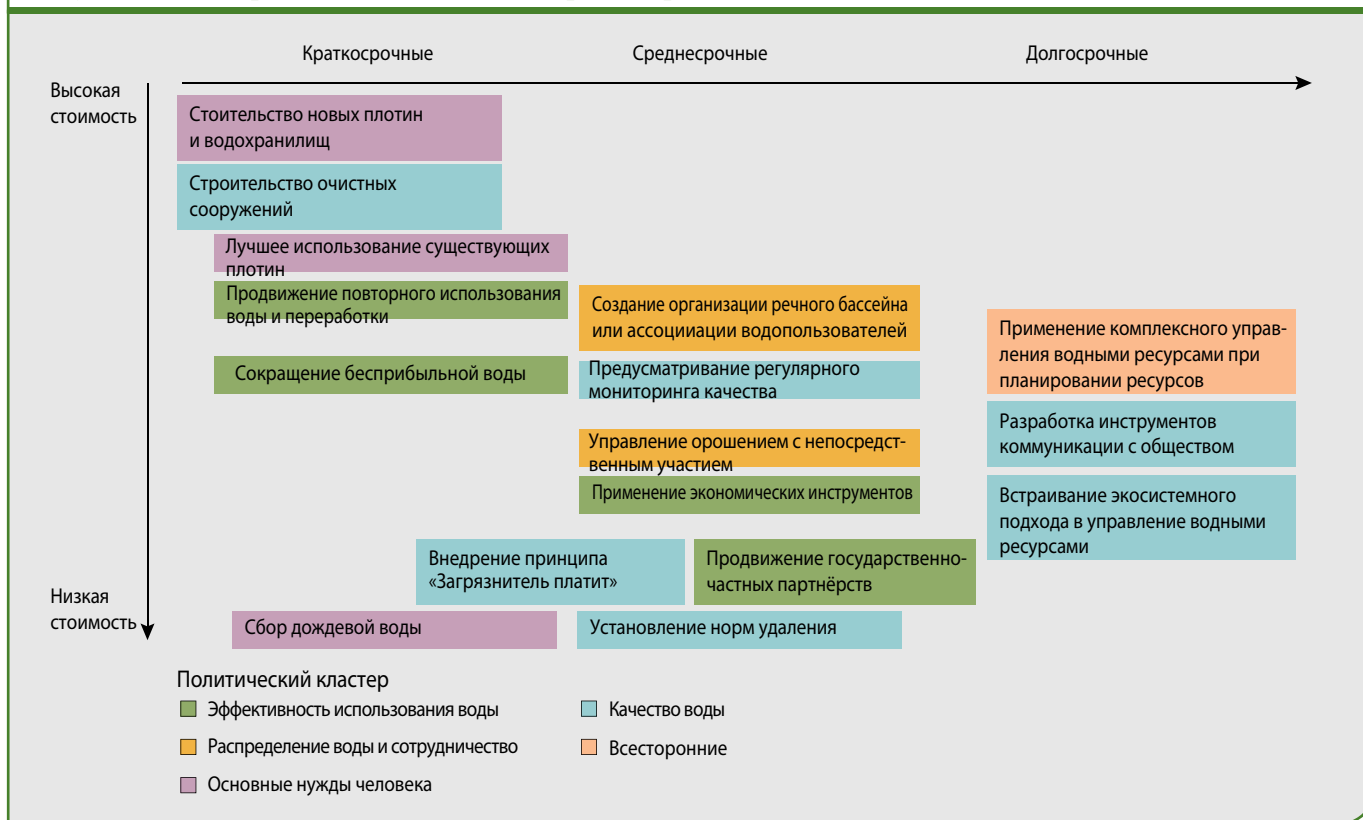 Краткосрочные
Среднесрочные
Долгосрочные
Высокая
стоимость
Стоительство новых плотин
и водохранилищ
Строительство очистных
сооружений
Лучшее использование существующих
плотин
Продвижение повторного использования
воды и переработки
Создание организации речного бассейна
или ассоцииации водопользователей
Применение комплексного управ-
ления водными ресурсами при
планировании ресурсов
Сокращение бесприбыльной воды
Предусматривание регулярного
мониторинга качества
Разработка инструментов
коммуникации с обществом
Управление орошением с непосредст-
венным участием
Применение экономических инструментов
Встраивание экосистемного
подхода в управление водными
ресурсами
Внедрение принципа
«Загрязнитель платит»
Продвижение государственно-
частных партнёрств
Низкая
стоимость
Сбор дождевой воды
Установление норм удаления
Политический кластер
Эффективность использования воды
Качество воды
Распределение воды и сотрудничество
Всесторонние
Основные нужды человека